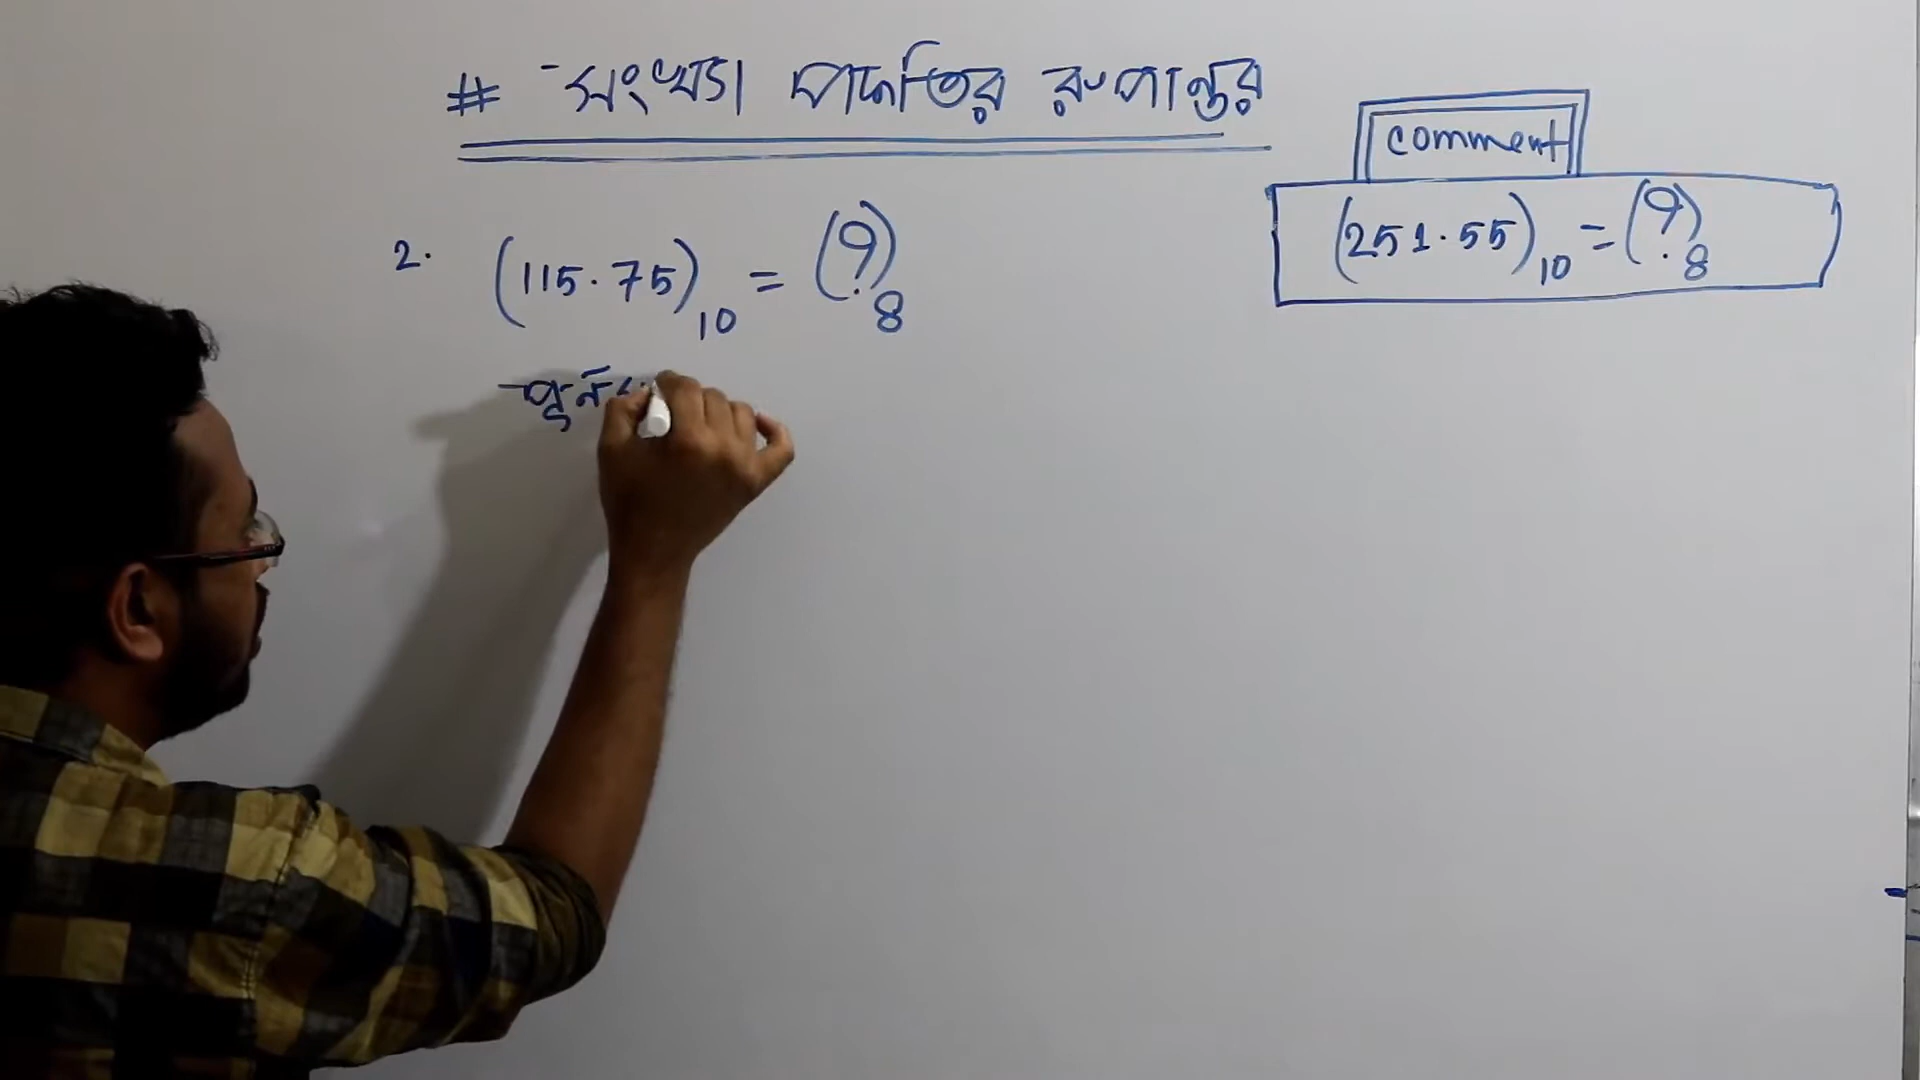 # সংখ্যা পদ্ধতির রুপান্তর
comment
(251.55)10 = (?)8
2. (115.75)10 = (?)8